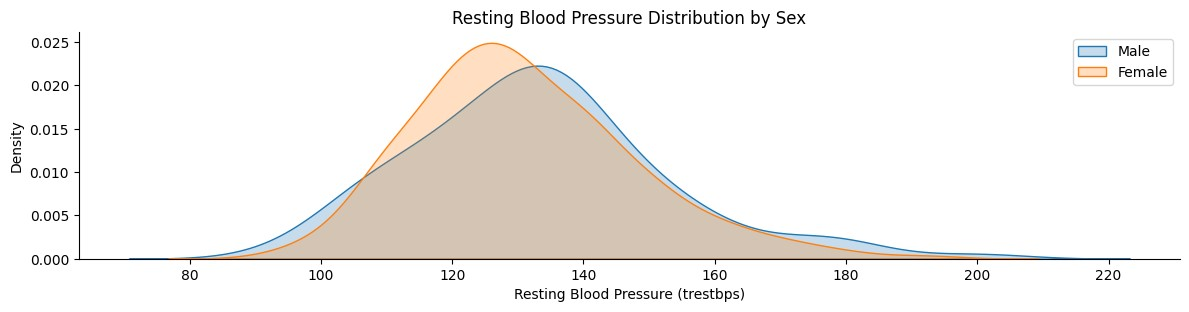 Resting Blood Pressure Distribution by Sex
0.025
0.020
0.015
0.010
0.005
0.000
Density
Male
Female
80 100 120 140 160 180 200 220
Resting Blood Pressure (trestbps)